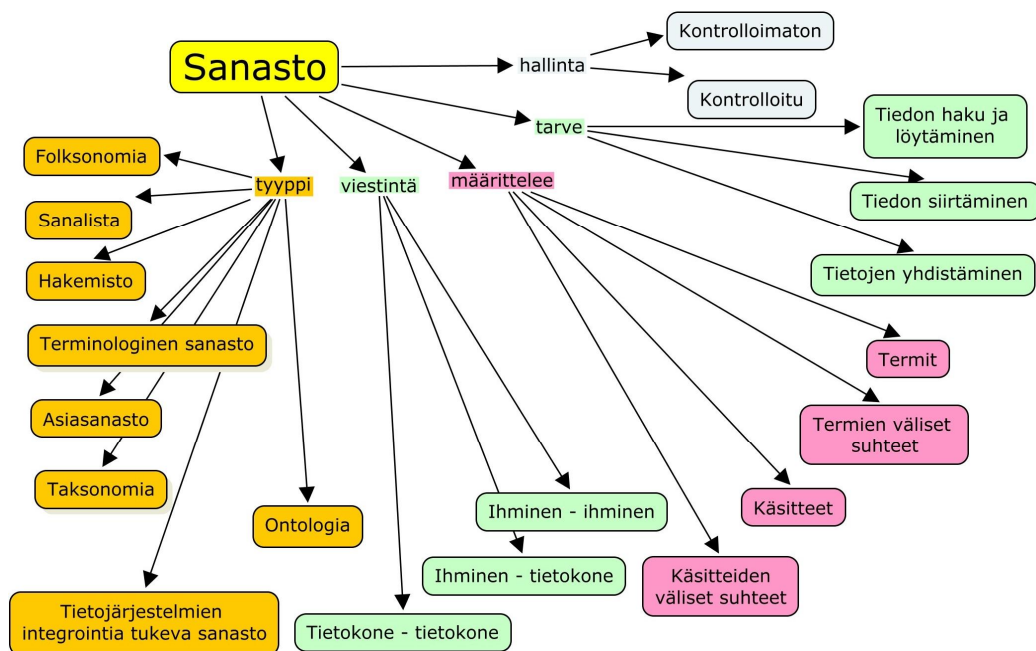 Sanasto
hallinta
Kontrolloimaton
Kontrolloitu
tarve
Tiedon haku ja
löytäminen
Tiedon siirtäminen
Tietojen yhdistäminen
määrittelee
Termit
Termien väliset
suhteet
Käsitteet
Käsitteiden
väliset suhteet
viestintä
Ihminen - ihminen
Ihminen - tietokone
Tietokone - tietokone
tyyppi
Folksonomia
Sanalista
Hakemisto
Terminologinen sanasto
Asiasanasto
Taksonomia
Tietojärjestelmien
integrointia tukeva sanasto
Ontologia